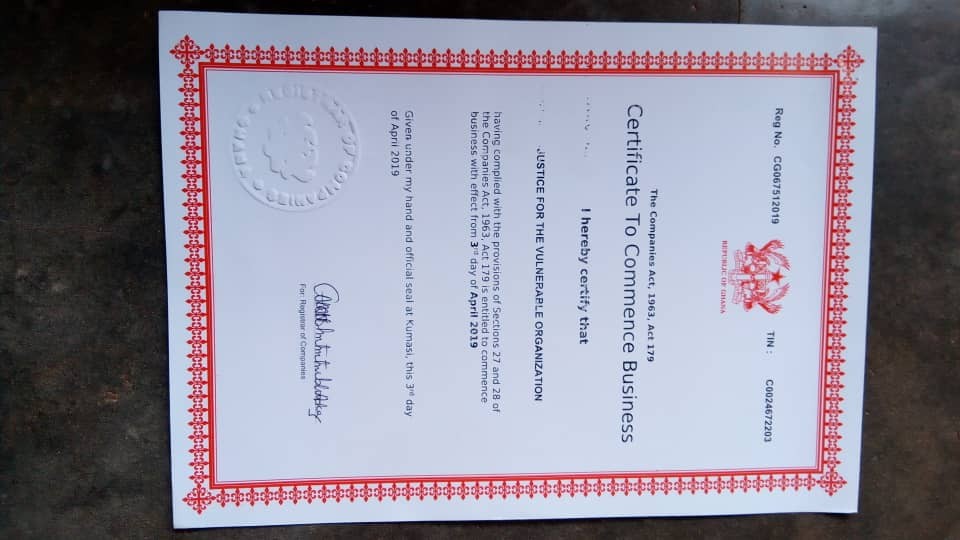 Reg No. CG067512019
TIN : C0024672203
REPUBLIC OF GHANA
The Companies Act, 1963, Act 179
Certificate To Commence Business
I hereby certify that
JUSTICE FOR THE VULNERABLE ORGANIZATION
having complied with the provisions of Sections 27 and 28 of
the Companies Act, 1963, Act 179 is entitled to commence
business with effect from 3rd day of April 2019
Given under my hand and official seal at Kumasi, this 3rd day
of April 2019
For: Registrar of Companies